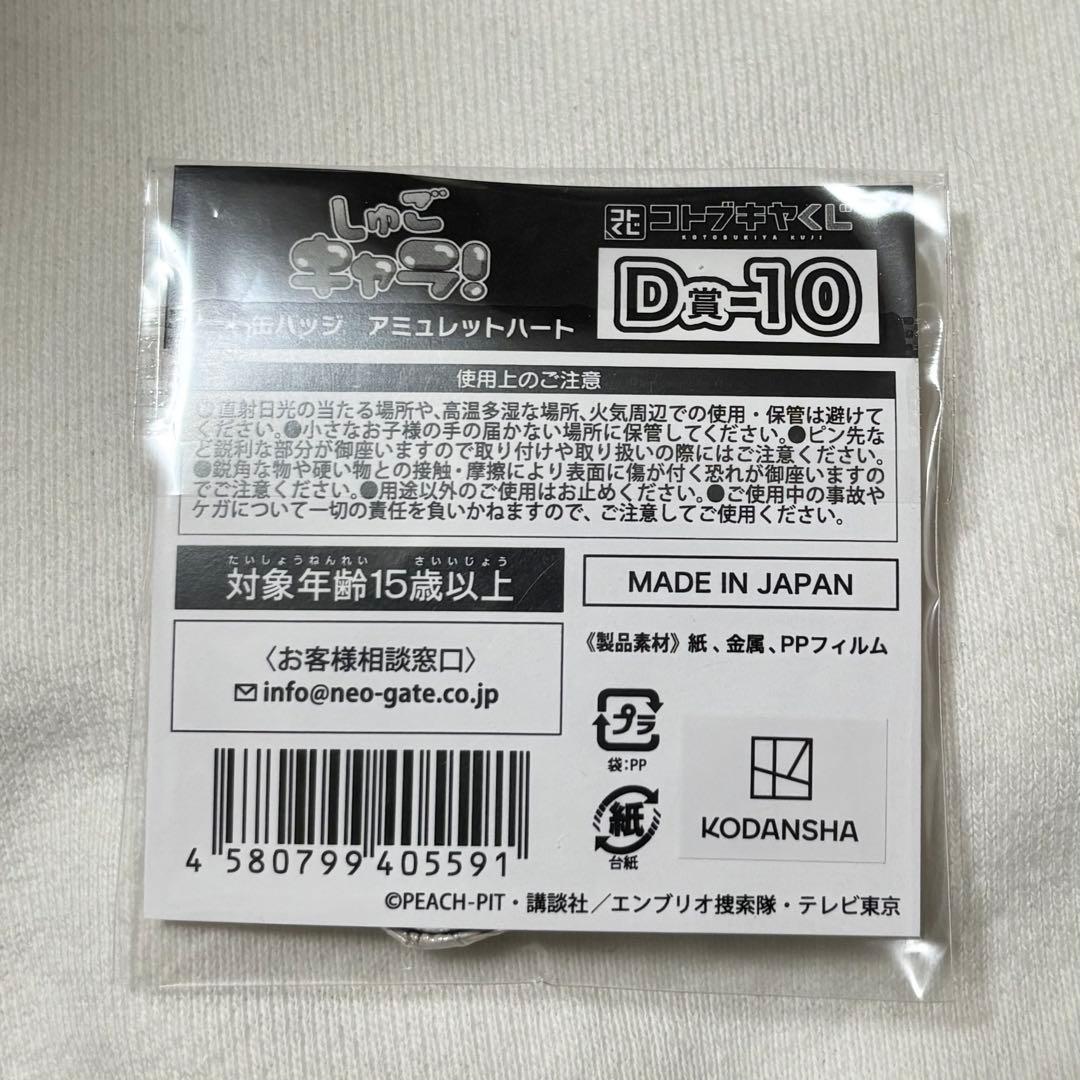 しゅご
キャラ!
コト
くじ
コトブキヤくじ
KOTOBUKIYA KUJI
D賞-10
缶バッジ アミュレットハート
使用上のご注意
●直射日光の当たる場所や、高温多湿な場所、火気周辺での使用・保管は避けて
ください。●小さなお子様の手の届かない場所に保管してください。●ピン先な
ど鋭利な部分が御座いますので取り付けや取り扱いの際にはご注意ください。
●鋭角な物や硬い物との接触・摩擦により表面に傷が付く恐れが御座いますの
でご注意ください。●用途以外のご使用はお止めください。●ご使用中の事故や
ケガについて一切の責任を負いかねますので、ご注意してご使用ください。
たいしょうねんれい さいいじょう
対象年齢15歳以上
MADE IN JAPAN
《製品素材》紙、金属、PPフィルム
〈お客様相談窓口〉
info@neo-gate.co.jp
プラ
袋:PP
紙
台紙
KODANSHA
4 580799 405591
©PEACH-PIT・講談社/エンブリオ捜索隊・テレビ東京